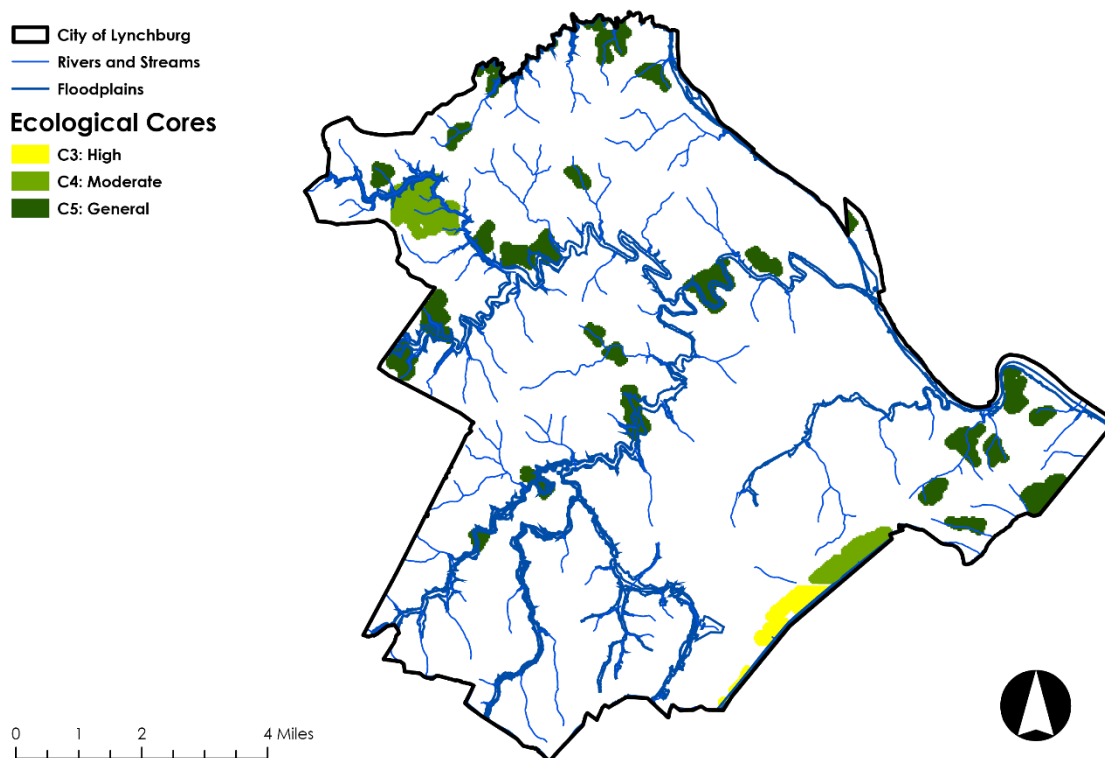 City of Lynchburg
Rivers and Streams
Floodplains
Ecological Cores
C3: High
C4: Moderate
C5: General
0 1 2 4 Miles